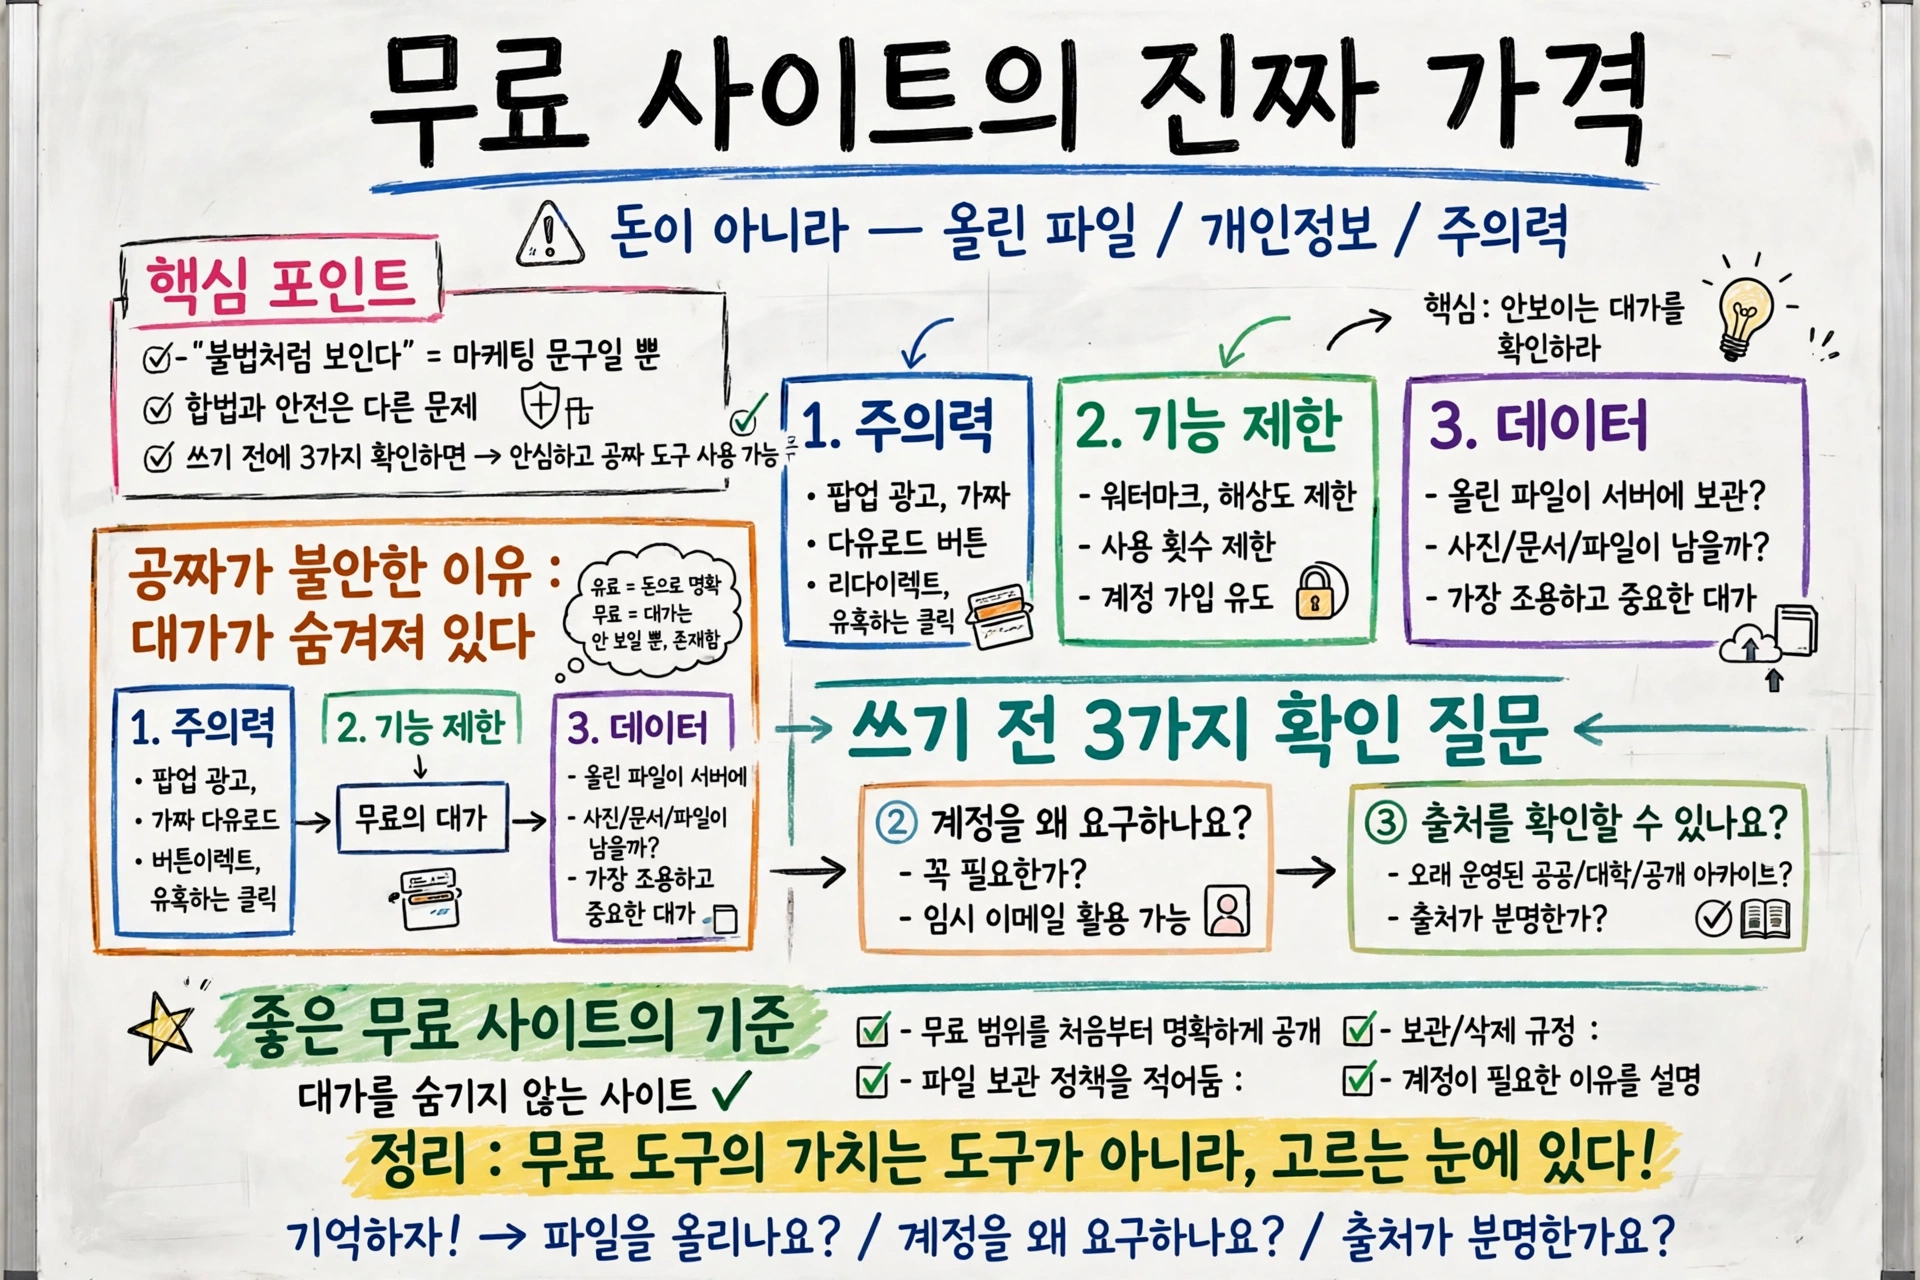 무료 사이트의 진짜 가격
돈이 아니라 — 올린 파일 / 개인정보 / 주의력
핵심 포인트
-"불법처럼 보인다" = 마케팅 문구일 뿐
합법과 안전은 다른 문제
쓰기 전에 3가지 확인하면 → 안심하고 공짜 도구 사용 가능
핵심: 안보이는 대가를
확인하라
1. 주의력
• 팝업 광고, 가짜
• 다유로드 버튼
• 리다이렉트,
유혹하는 클릭
2. 기능 제한
- 워터마크, 해상도 제한
- 사용 횟수 제한
- 계정 가입 유도
3. 데이터
- 올린 파일이 서버에 보관?
- 사진/문서/파일이 남을까?
- 가장 조용하고 중요한 대가
공짜가 불안한 이유 :
대가가 숨겨져 있다
유료 = 돈으로 명확
무료 = 대가는
안 보일 뿐, 존재함
1. 주의력
• 팝업 광고,
• 가짜 다유로드
• 버튼이렉트,
유혹하는 클릭
2. 기능 제한
무료의 대가
3. 데이터
- 올린 파일이 서버에
- 사진/문서/파일이
남을까?
- 가장 조용하고
중요한 대가
쓰기 전 3가지 확인 질문
② 계정을 왜 요구하나요?
- 꼭 필요한가?
- 임시 이메일 활용 가능
③ 출처를 확인할 수 있나요?
- 오래 운영된 공공/대학/공개 아카이트?
- 출처가 분명한가?
좋은 무료 사이트의 기준
대가를 숨기지 않는 사이트 ✓
- 무료 범위를 처음부터 명확하게 공개
- 파일 보관 정책을 적어둠 :
- 보관/삭제 규정 :
- 계정이 필요한 이유를 설명
정리 : 무료 도구의 가치는 도구가 아니라, 고르는 눈에 있다!
기억하자! → 파일을 올리나요? / 계정을 왜 요구하나요? / 출처가 분명한가요?